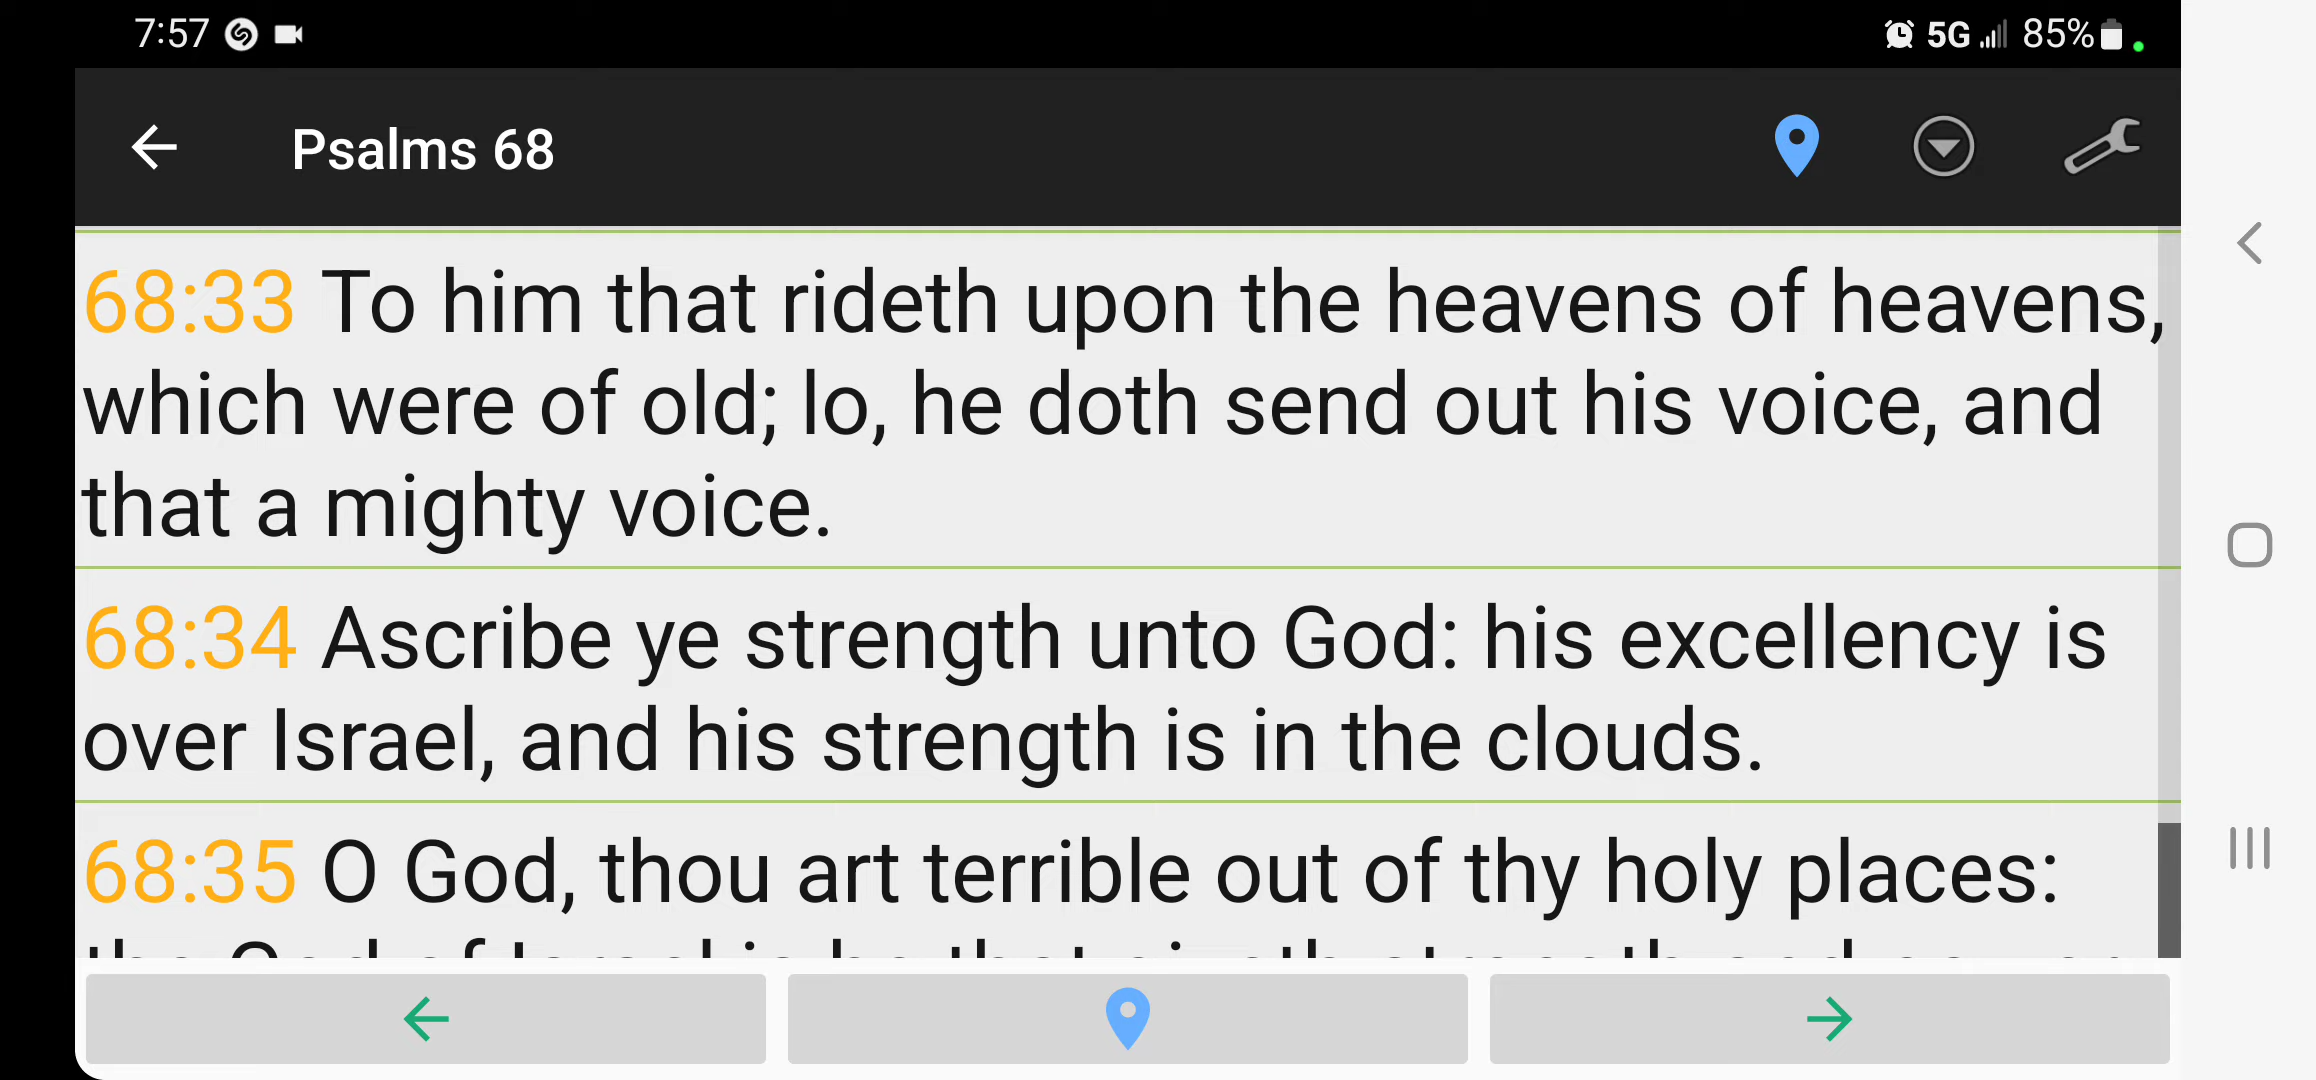 7:57 5G 85%
Psalms 68
68:33 To him that rideth upon the heavens of heavens,
which were of old; lo, he doth send out his voice, and
that a mighty voice.
68:34 Ascribe ye strength unto God: his excellency is
over Israel, and his strength is in the clouds.
68:35 O God, thou art terrible out of thy holy places: